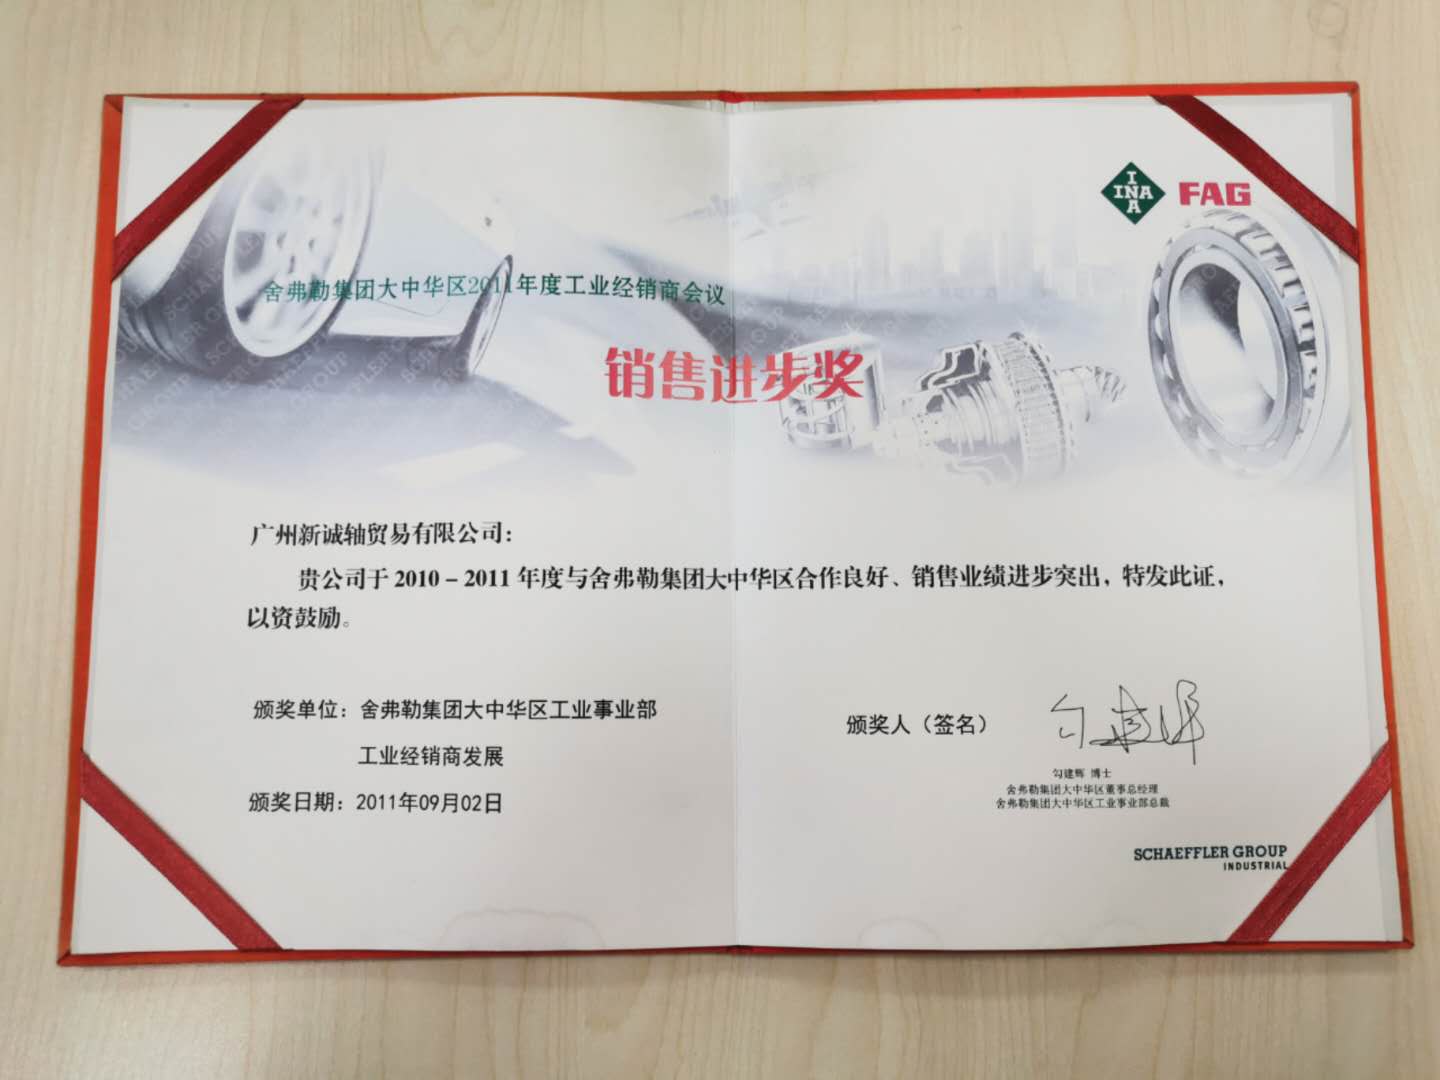 INA
INA
FAG
舍弗勒集团大中华区2011年度工业经销商会议
销售进步奖
广州新诚轴贸易有限公司：
贵公司于 2010 – 2011 年度与舍弗勒集团大中华区合作良好、销售业绩进步突出，特发此证，
以资鼓励。
颁奖单位：舍弗勒集团大中华区工业事业部
工业经销商发展
颁奖日期：2011年09月02日
颁奖人（签名）
勾建辉
勾建辉 博士
舍弗勒集团大中华区董事总经理
舍弗勒集团大中华区工业事业部总裁
SCHAEFFLER GROUP
INDUSTRIAL